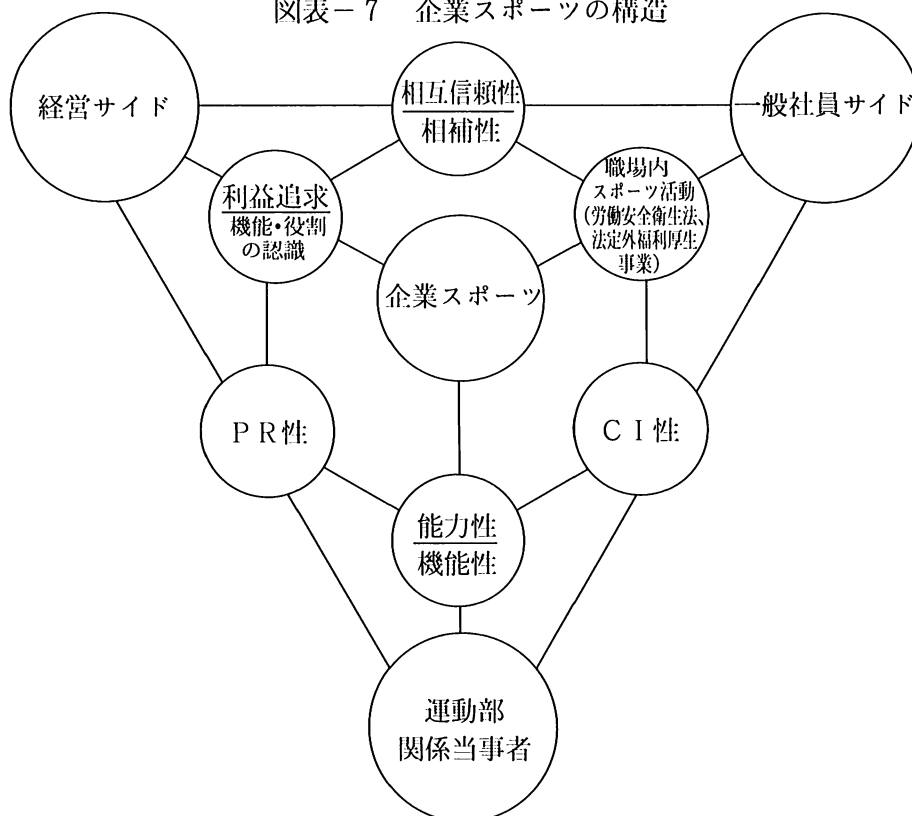 図表－7　企業スポーツの構造
経営サイド
相互信頼性
相補性
一般社員サイド
利益追求
機能・役割
の認識
職場内
スポーツ活動
(労働安全衛生法、
法定外福利厚生
事業)
企業スポーツ
ＰＲ性
ＣＩ性
能力性
機能性
運動部
関係当事者